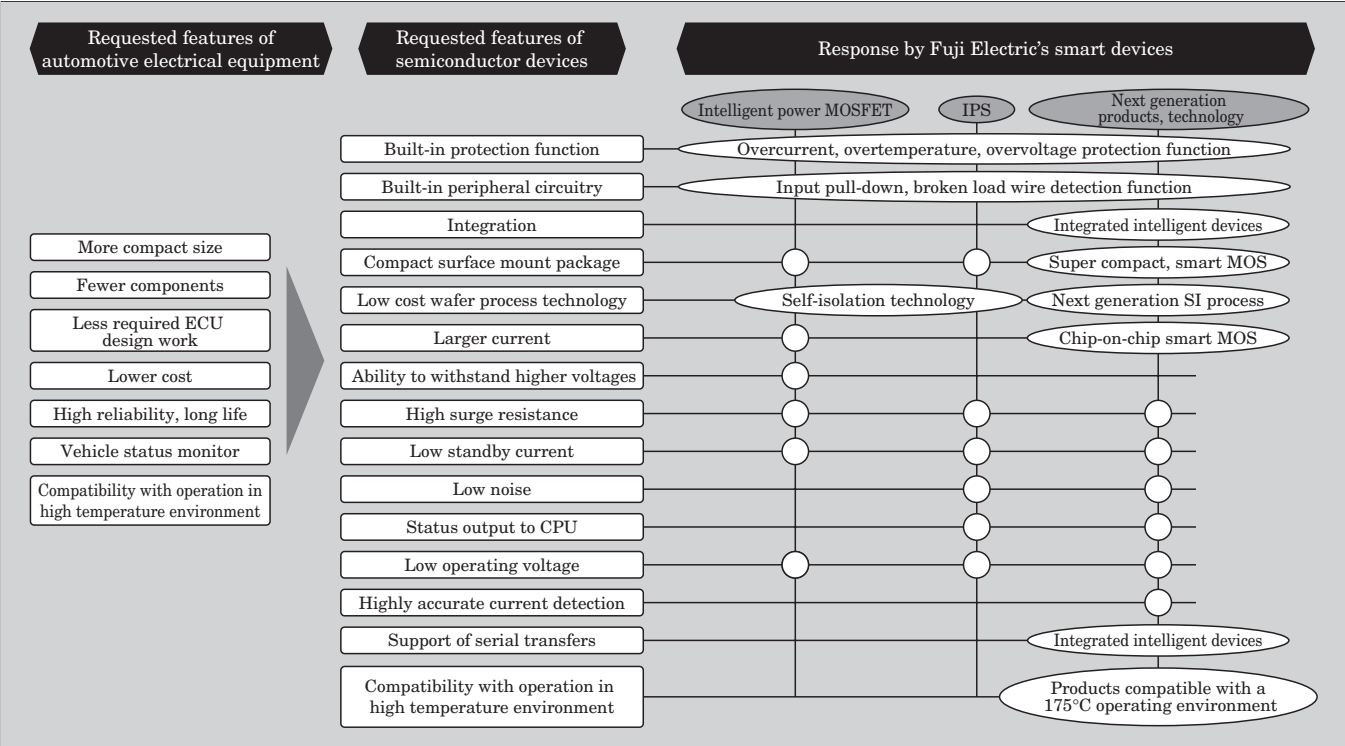 Requested features of
automotive electrical equipment
Requested features of
semiconductor devices
Response by Fuji Electric's smart devices
Intelligent power MOSFET
IPS
Next generation
products, technology
More compact size
Fewer components
Less required ECU
design work
Lower cost
High reliability, long life
Vehicle status monitor
Compatibility with operation in
high temperature environment
Built-in protection function
Overcurrent, overtemperature, overvoltage protection function
Built-in peripheral circuitry
Input pull-down, broken load wire detection function
Integration
Integrated intelligent devices
Compact surface mount package
Super compact, smart MOS
Low cost wafer process technology
Self-isolation technology
Next generation SI process
Larger current
Chip-on-chip smart MOS
Ability to withstand higher voltages
High surge resistance
Low standby current
Low noise
Status output to CPU
Low operating voltage
Highly accurate current detection
Support of serial transfers
Integrated intelligent devices
Compatibility with operation in
high temperature environment
Products compatible with a
175°C operating environment